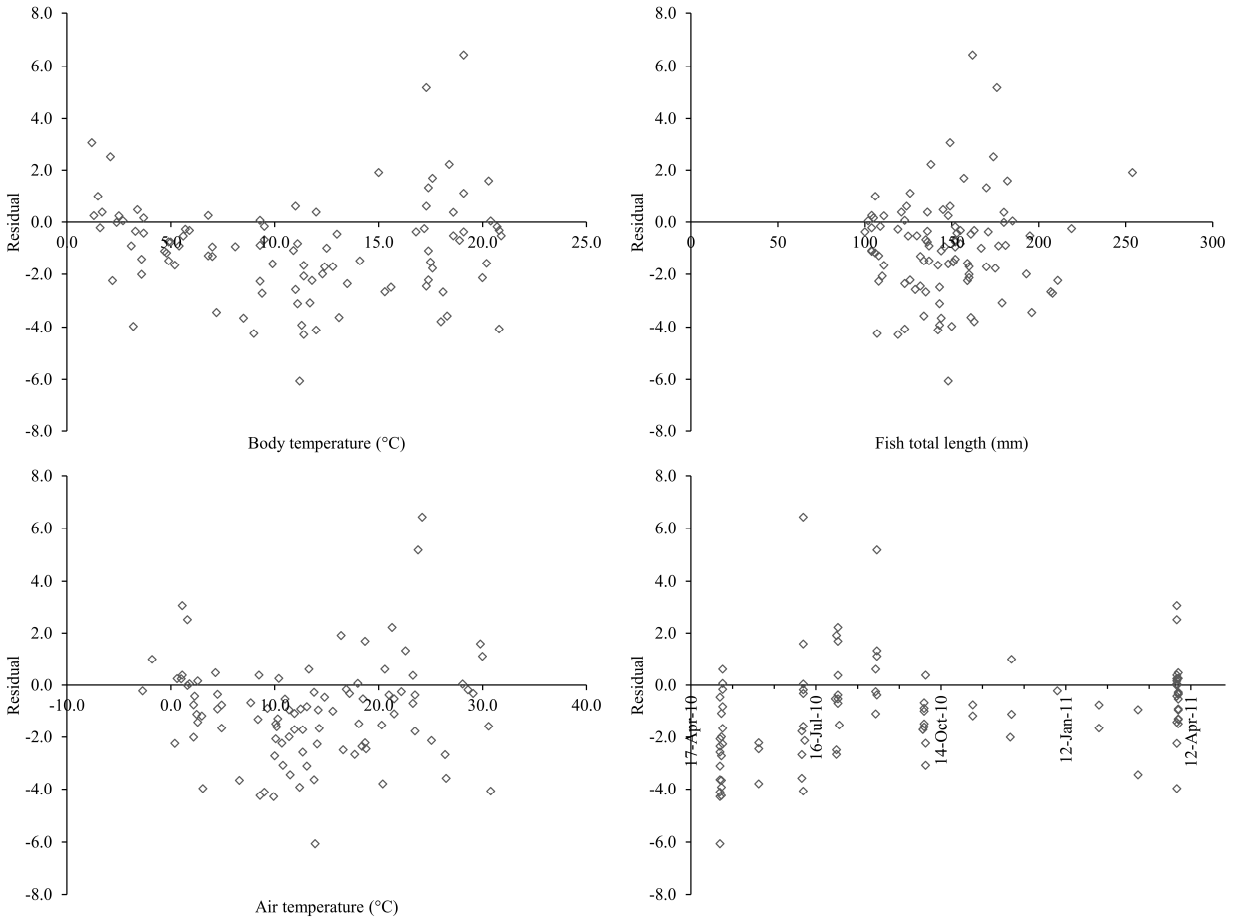 8.0
6.0
4.0
2.0
0.0
-2.0
-4.0
-6.0
-8.0
Residual
0.0 5.0 10.0 15.0 20.0 25.0
Body temperature (°C)
8.0
6.0
4.0
2.0
0.0
-2.0
-4.0
-6.0
-8.0
Residual
0 50 100 150 200 250 300
Fish total length (mm)
8.0
6.0
4.0
2.0
0.0
-2.0
-4.0
-6.0
-8.0
Residual
-10.0 0.0 10.0 20.0 30.0 40.0
Air temperature (°C)
8.0
6.0
4.0
2.0
0.0
-2.0
-4.0
-6.0
-8.0
Residual
17-Apr-10
16-Jul-10
14-Oct-10
12-Jan-11
12-Apr-11